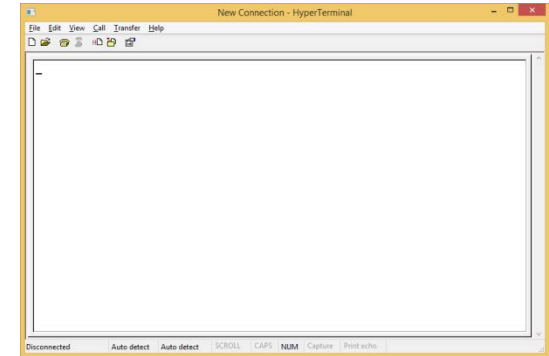 New Connection - HyperTerminal
File Edit View Call Transfer Help
Disconnected Auto detect Auto detect SCROLL CAPS NUM Capture Print echo